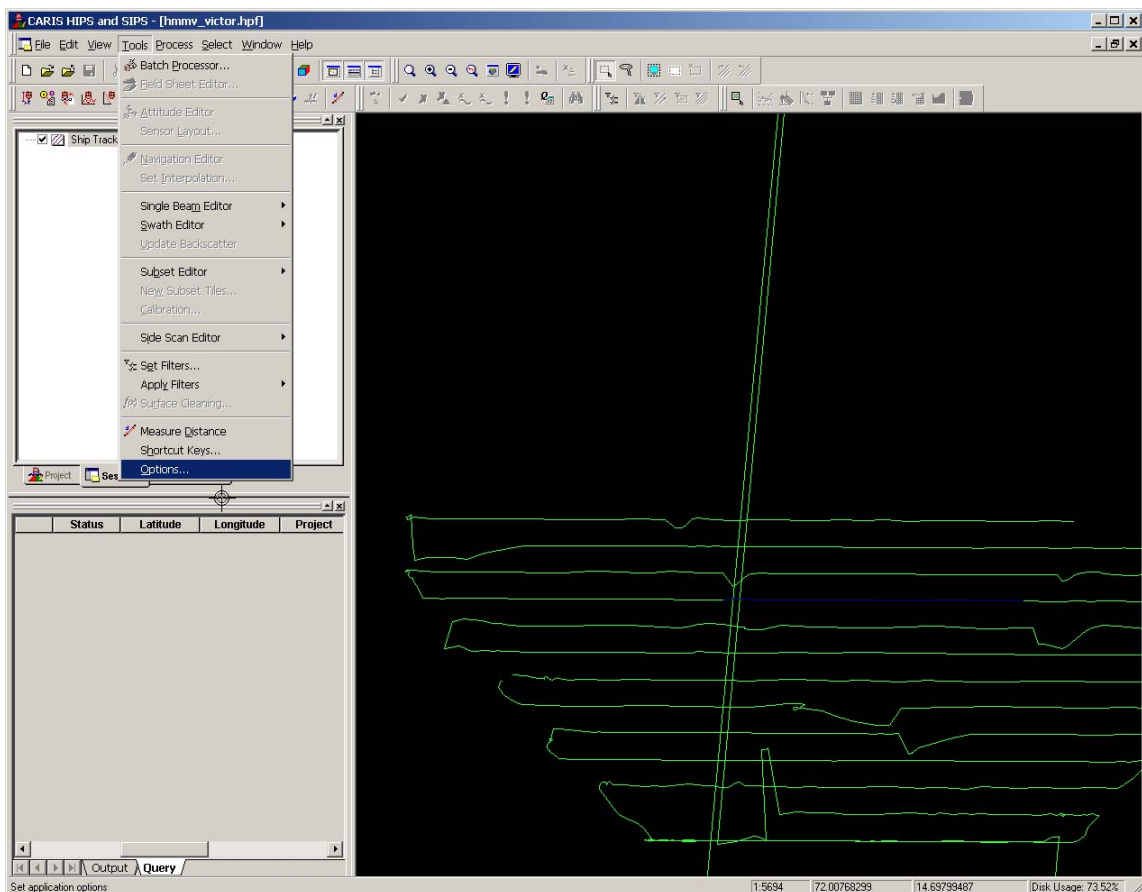 CARIS HIPS and SIPS - [hmmv_victor.hpf]
File Edit View Tools Process Select Window Help
Batch Processor...
Field Sheet Editor...
Attitude Editor
Sensor Layout...
Ship Track
Navigation Editor
Set Interpolation...
Single Beam Editor
Swath Editor
Update Backscatter
Subset Editor
New Subset Tiles...
Calibration...
Side Scan Editor
Set Filters...
Apply Filters
Surface Cleaning...
Measure Distance
Shortcut Keys...
Options...
Project Ses
Status Latitude Longitude Project
Output Query
Set application options 1:5694 72.00768299 14.69799487 Disk Usage: 73.52%